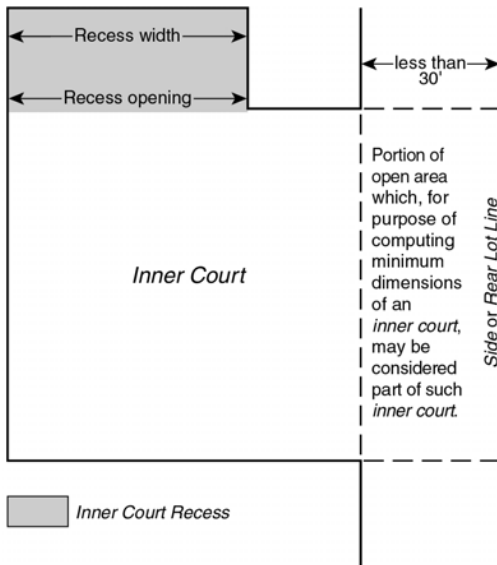 Recess width
less than
30'
Recess opening
Portion of
open area
which, for
purpose of
computing
minimum
dimensions
of an
inner court,
may be
considered
part of such
inner court.
Inner Court
Side or Rear Lot Line
Inner Court Recess